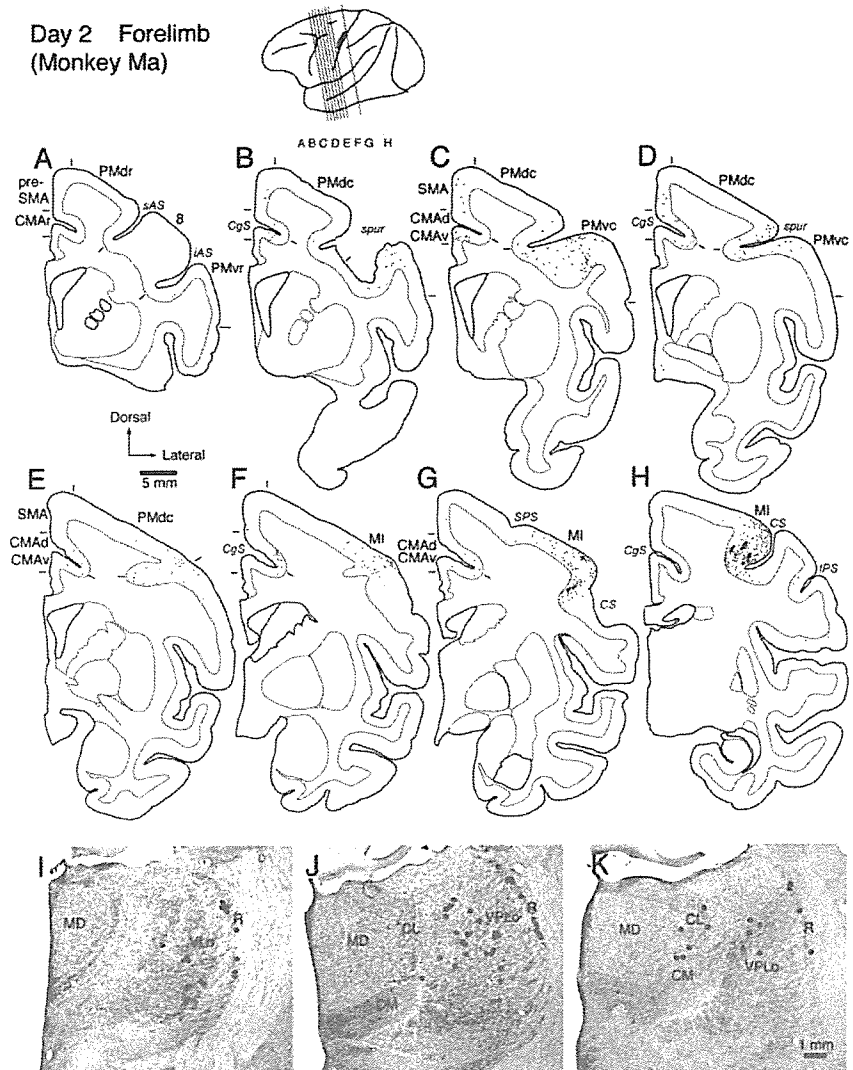 Day 2 Forelimb
(Monkey Ma)
ABCDEFG H
A
PMdr
pre-
SMA
CMAr
sAS
8
iAS
PMvr
B
PMdc
CgS
spur
C
SMA
CMAd
CMAv
PMvc
D
PMdc
CgS
spur
PMvc
Dorsal
Lateral
5 mm
E
SMA
PMdc
CMAd
CMAv
F
MI
CgS
G
SPS
MI
CMAd
CMAv
CS
H
MI
CS
CgS
IPS
I
MD
VLo
R
J
MD
CL
VPLo
R
CM
K
MD
CL
R
CM
VPLo
1 mm